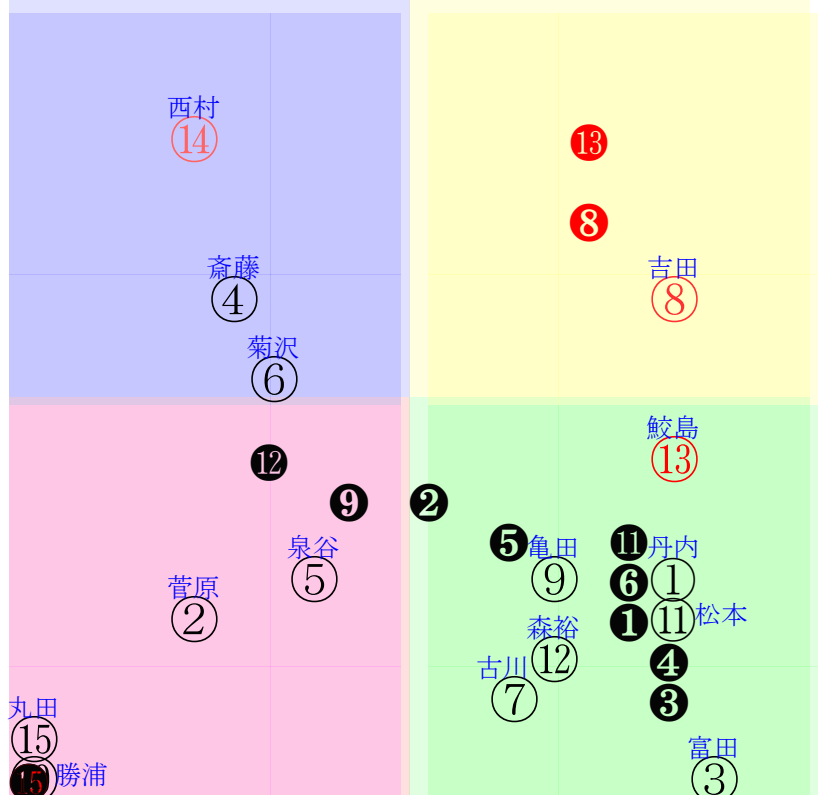 西村
⑭
⓭
❽
斎藤
④
吉田
⑧
菊沢
⑥
鮫島
⑬
⓬
❾
❷
❺
亀田
⓫
丹内
泉谷
⑤
⑨
❻
①
菅原
②
❶
⑪
松本
森裕
⑫
❹
古川
⑦
❸
丸田
⑮
富田
③
勝浦
⓯